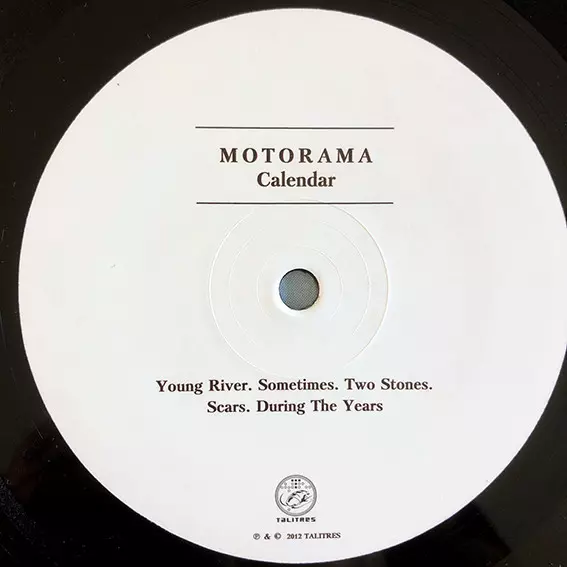 MOTORAMA
Calendar
Young River. Sometimes. Two Stones.
Scars. During The Years
TALITRES
℗ & © 2012 TALITRES